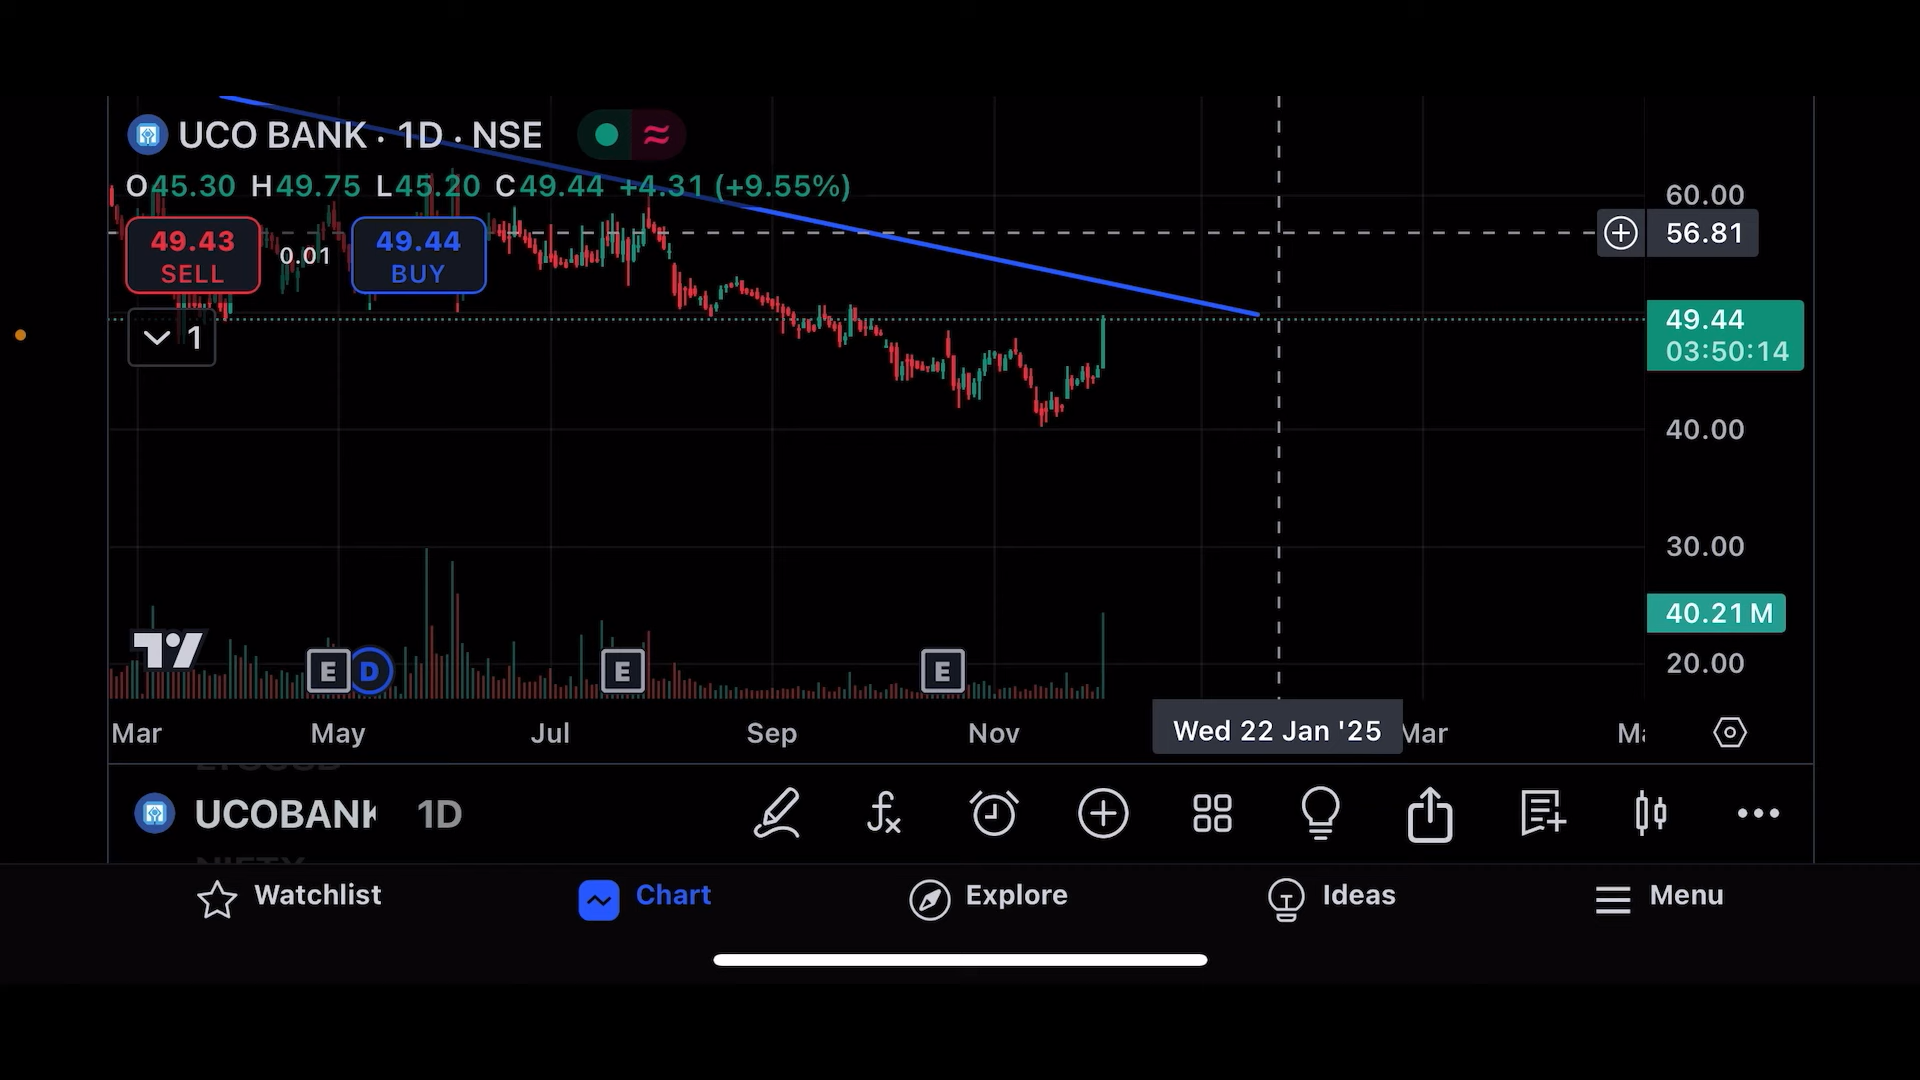 UCO BANK · 1D · NSE
O45.30 H49.75 L45.20 C49.44 +4.31 (+9.55%)
60.00
49.43
SELL
0.01
49.44
BUY
56.81
1
49.44
03:50:14
40.00
30.00
40.21 M
20.00
E D E E
Mar May Jul Sep Nov Wed 22 Jan '25 Mar
UCOBANK 1D
Watchlist Chart Explore Ideas Menu